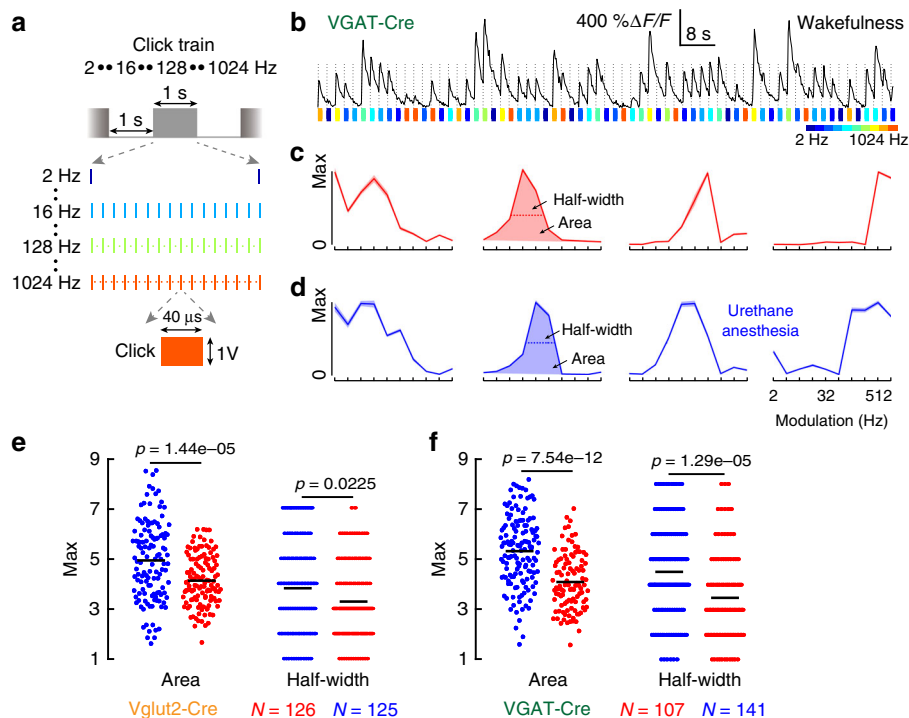 a
Click train
2 •• 16 •• 128 •• 1024 Hz
1 s
1 s
2 Hz
16 Hz
128 Hz
1024 Hz
40 μs
Click
1V
b
VGAT-Cre
400 %ΔF/F
8 s
Wakefulness
2 Hz
1024 Hz
c
Max
0
Half-width
Area
d
Max
0
Half-width
Area
Urethane
anesthesia
2
32
512
Modulation (Hz)
e
p = 1.44e–05
p = 0.0225
Max
9
7
5
3
1
Area
Half-width
Vglut2-Cre
N = 126
N = 125
f
p = 7.54e–12
p = 1.29e–05
Max
9
7
5
3
1
Area
Half-width
VGAT-Cre
N = 107
N = 141